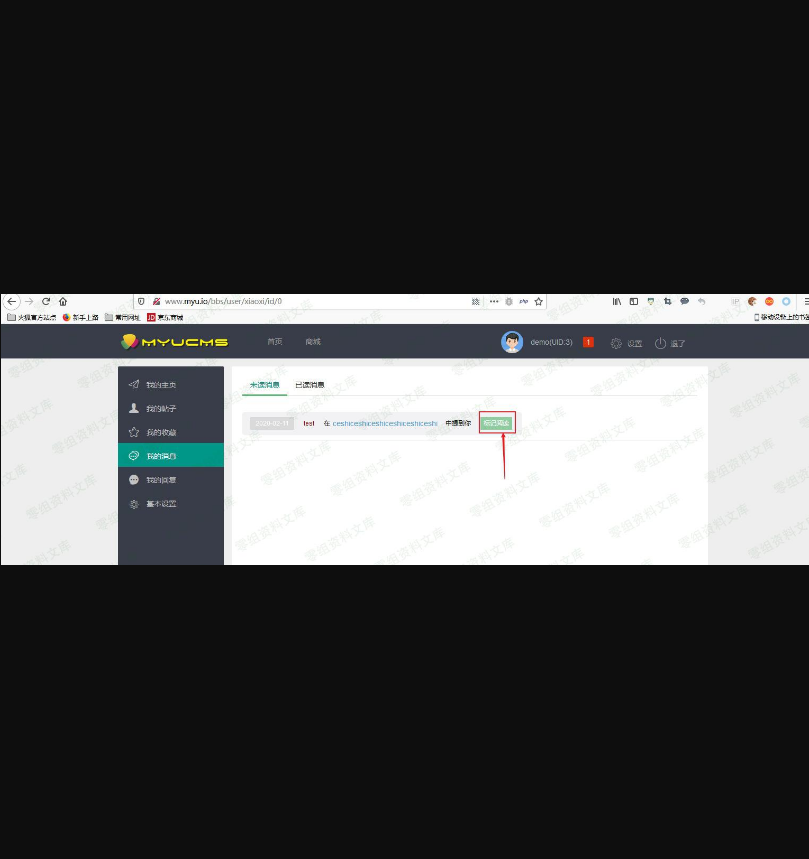 www.myu.io/bbs/user/xiaoxi/id/0
火狐官方站点 新手上路 常用网址 JD 京东商城 移动设备上的书签
MYUCMS 首页 商城 demo(UID:3) 1 设置 退了
我的主页
我的帖子
我的收藏
我的消息
我的回复
基本设置
未读消息 已读消息
2020-02-11 test 在 ceshiceshiceshiceshiceshiceshi 中提到你 标记阅读
零组资料文库